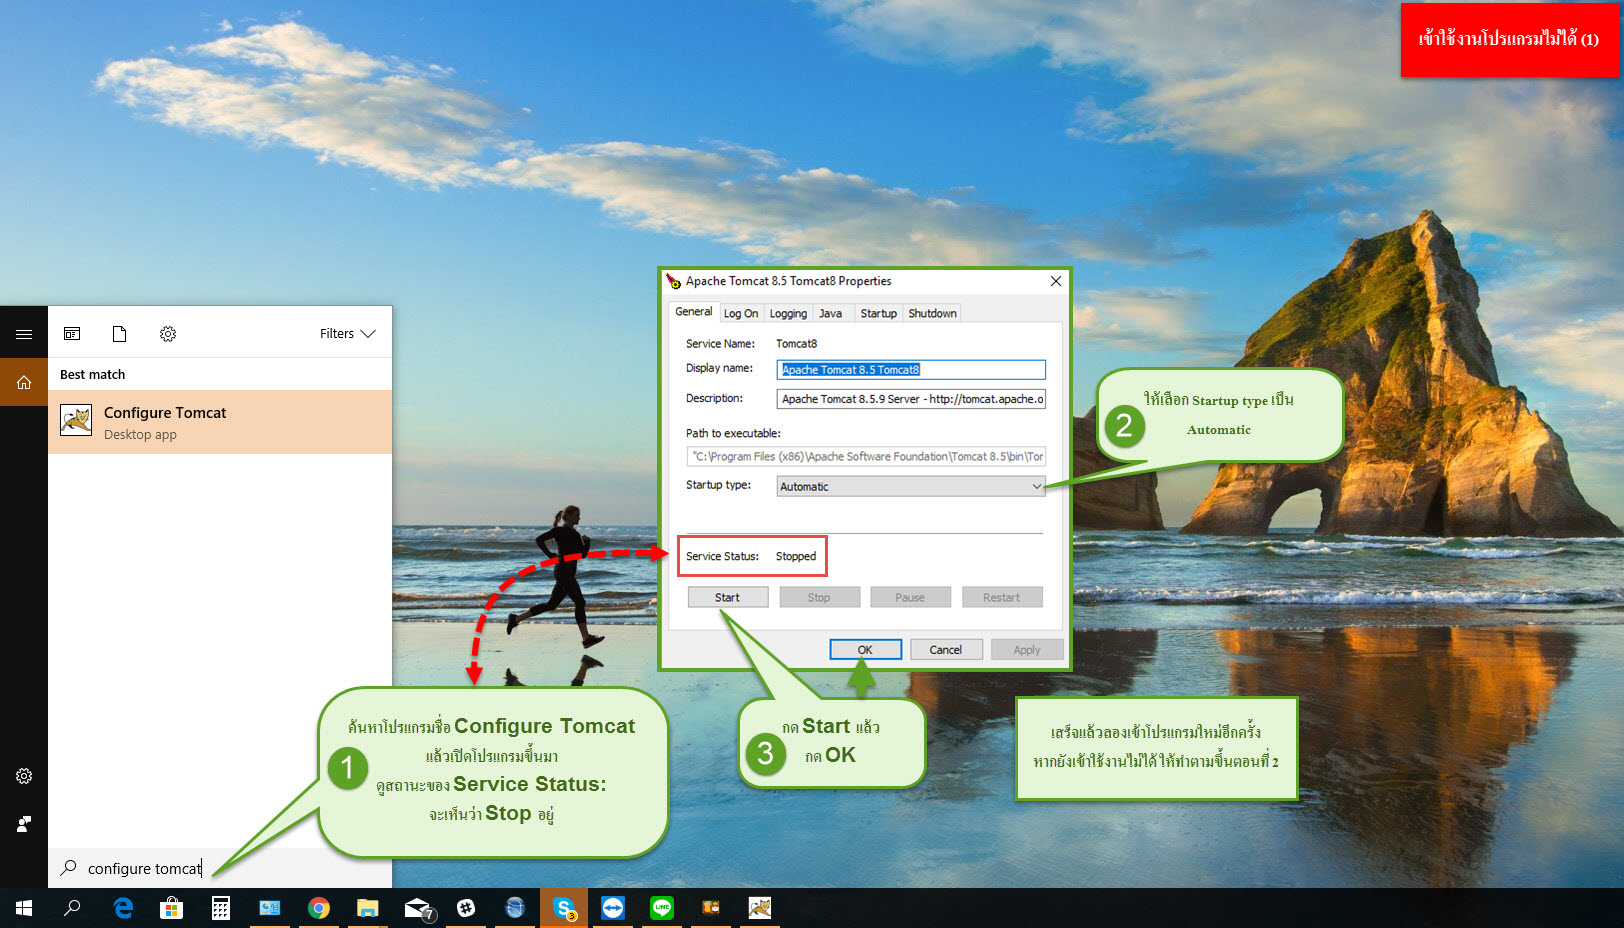 เข้าใช้งานโปรแกรมไม่ได้ (1)
Filters
Best match
Configure Tomcat
Desktop app
configure tomcat
Apache Tomcat 8.5 Tomcat8 Properties
General Log On Logging Java Startup Shutdown
Service Name: Tomcat8
Display name: Apache Tomcat 8.5 Tomcat8
Description: Apache Tomcat 8.5.9 Server - http://tomcat.apache.o
Path to executable:
"C:\Program Files (x86)\Apache Software Foundation\Tomcat 8.5\bin\Tor
Startup type: Automatic
Service Status: Stopped
Start Stop Pause Restart
OK Cancel Apply
1
ค้นหาโปรแกรมชื่อ Configure Tomcat
แล้วเปิดโปรแกรมขึ้นมา
ดูสถานะของ Service Status:
จะเห็นว่า Stop อยู่
2
ให้เลือก Startup type เป็น
Automatic
3
กด Start แล้ว
กด OK
เสร็จแล้วลองเข้าโปรแกรมใหม่อีกครั้ง
หากยังเข้าใช้งานไม่ได้ ให้ทำตามขึ้นตอนที่ 2
7
S
3
LINE